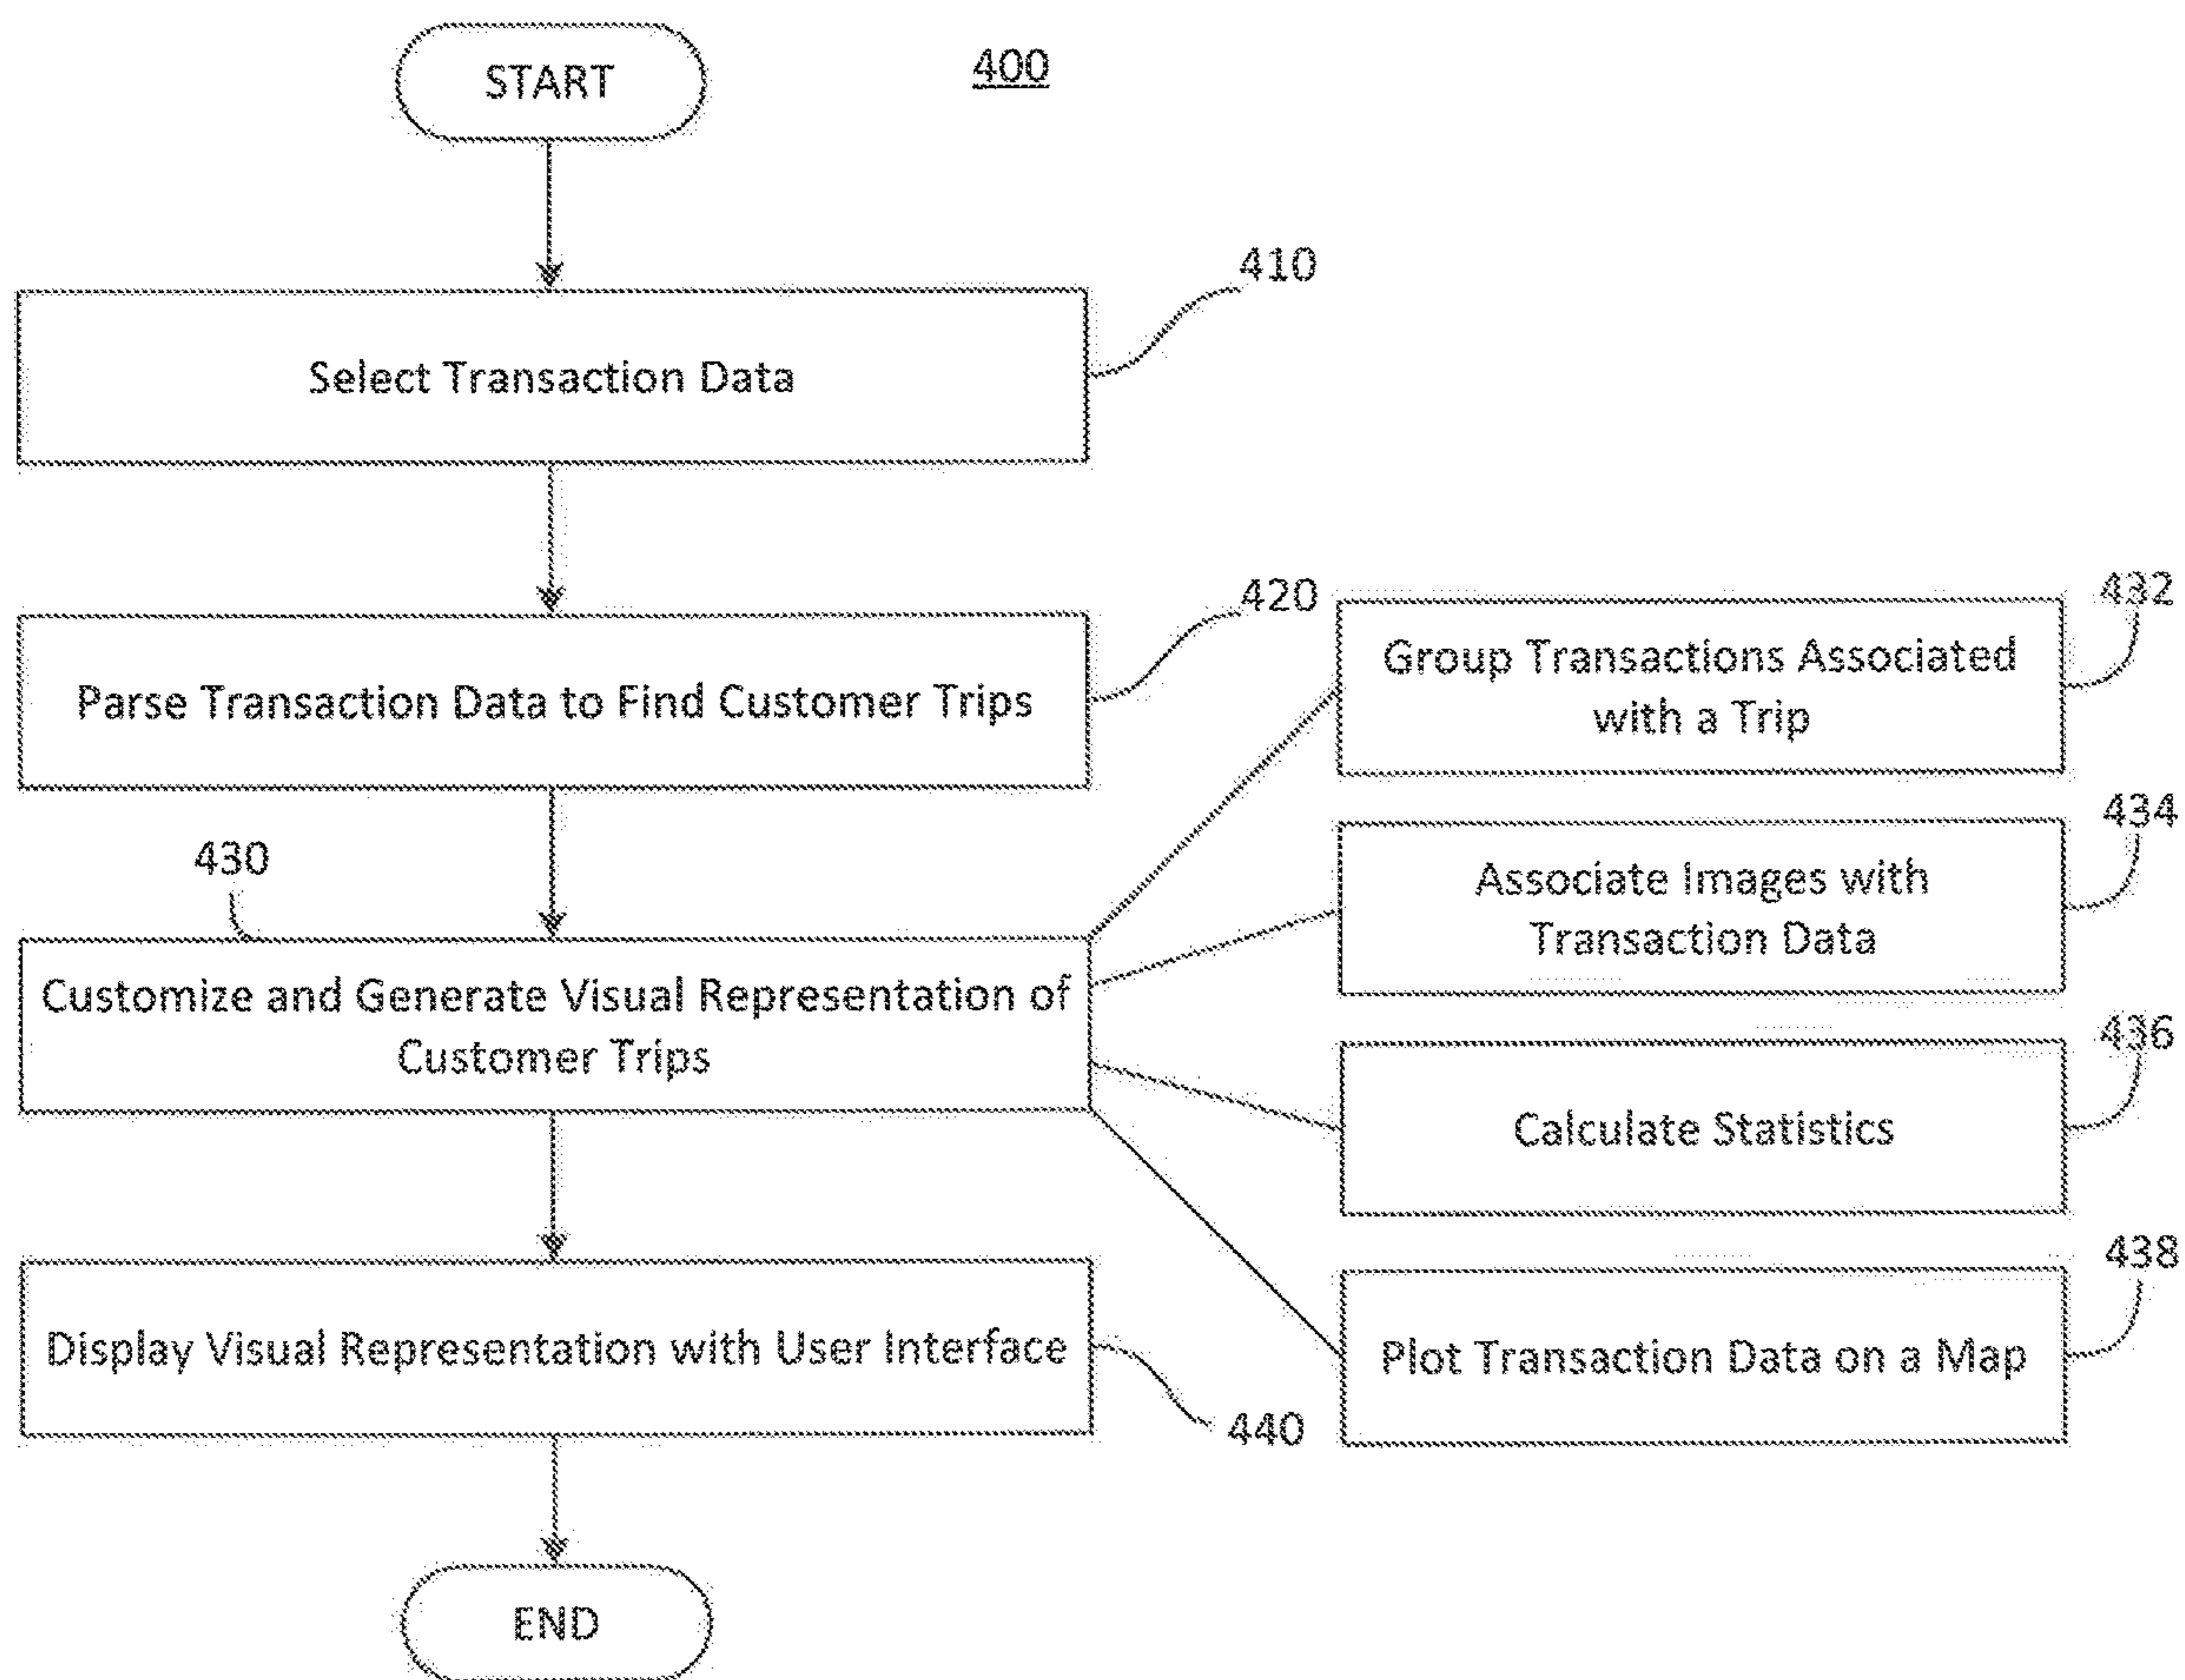 START
400
410
Select Transaction Data
420
Parse Transaction Data to Find Customer Trips
430
Customize and Generate Visual Representation of
Customer Trips
432
Group Transactions Associated
with a Trip
434
Associate Images with
Transaction Data
436
Calculate Statistics
438
Plot Transaction Data on a Map
Display Visual Representation with User Interface
440
END